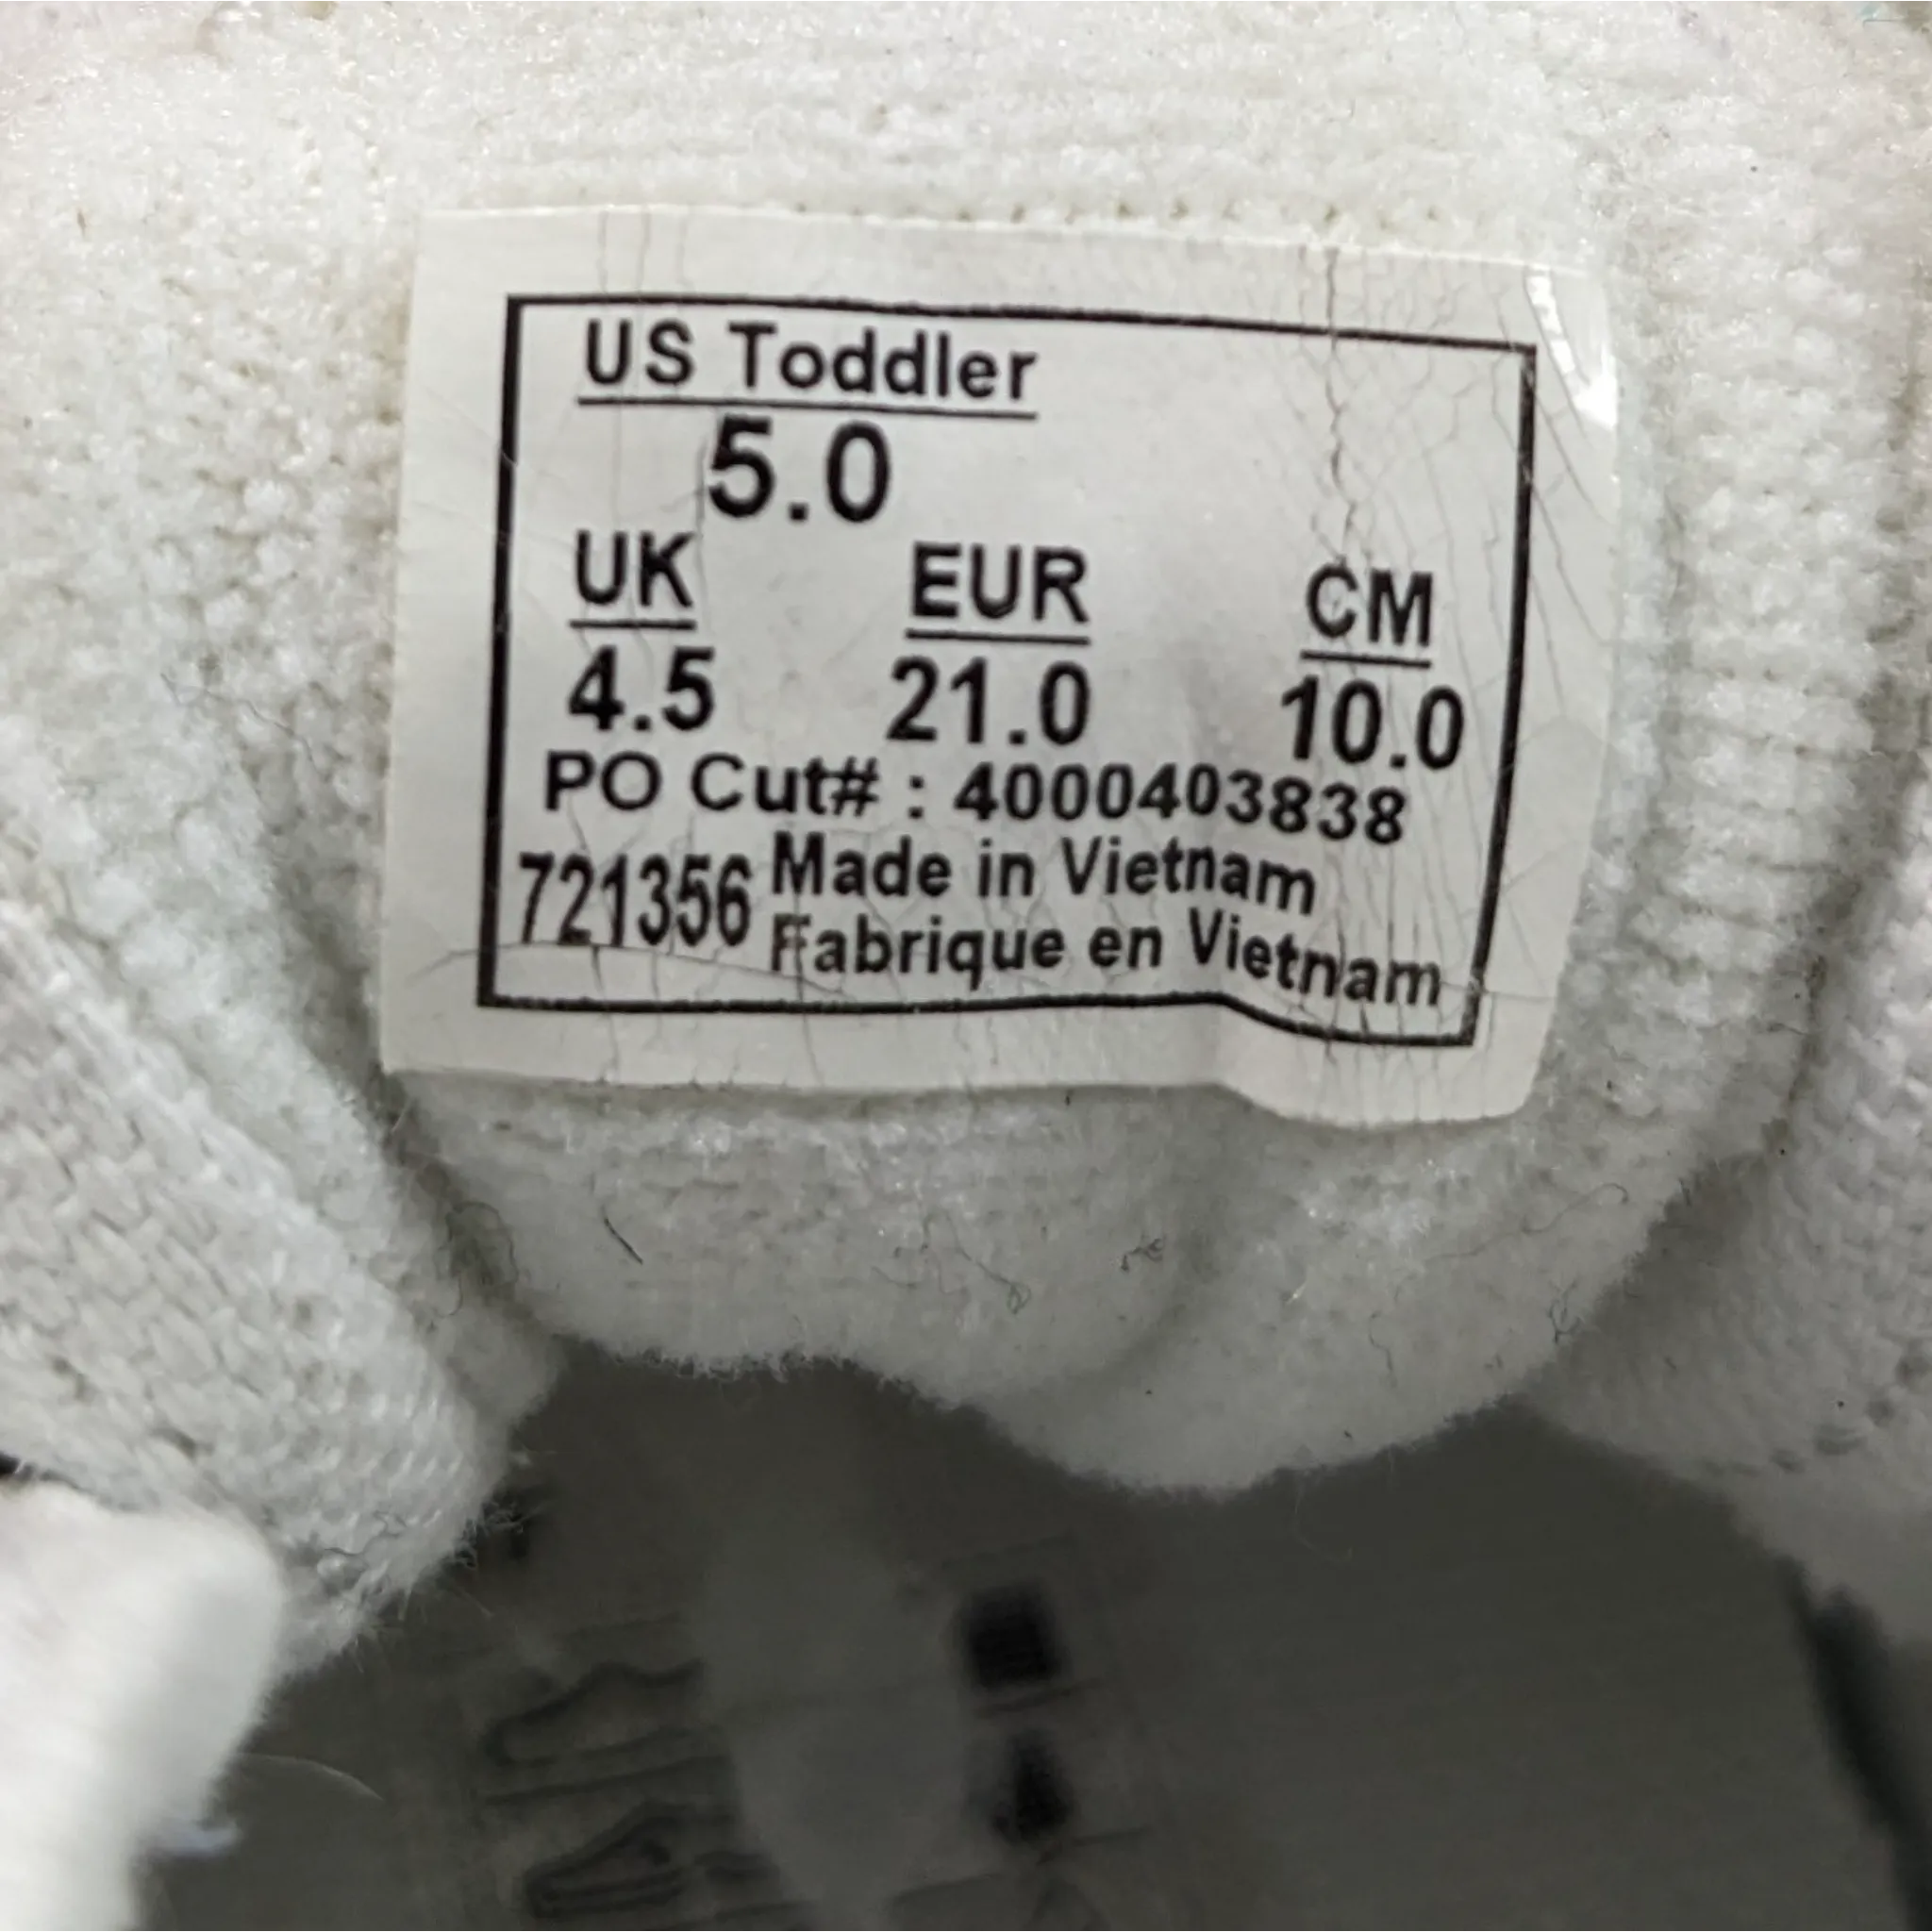 US Toddler
5.0
UK EUR CM
4.5 21.0 10.0
PO Cut# : 4000403838
721356 Made in Vietnam
Fabrique en Vietnam